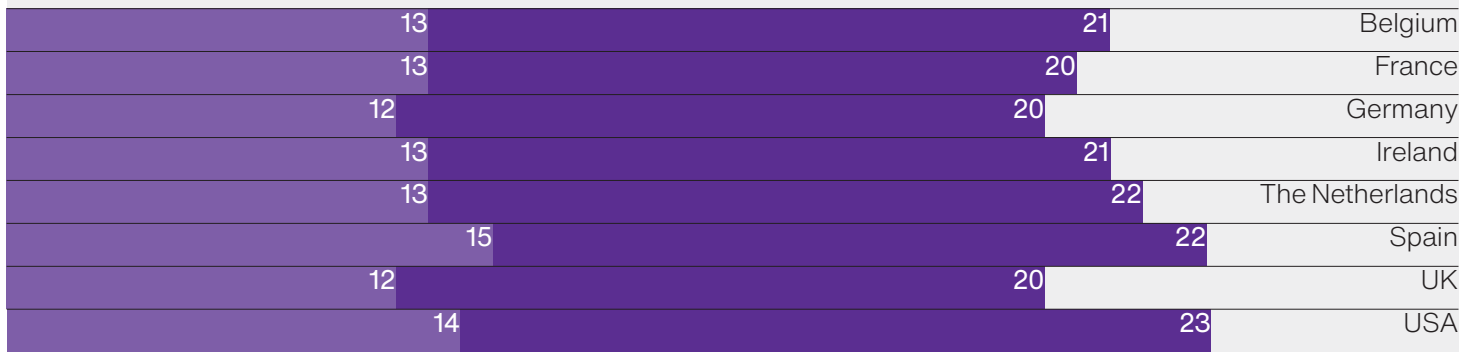 13 21 Belgium
13 20 France
12 20 Germany
13 21 Ireland
13 22 The Netherlands
15 22 Spain
12 20 UK
14 23 USA